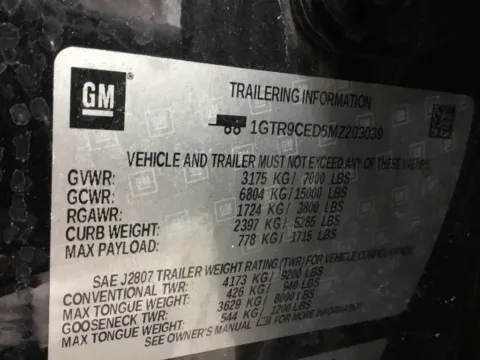 GM
TRAILERING INFORMATION
1GTR9CED5MZ203039
VEHICLE AND TRAILER MUST NOT EXCEED ANY OF THESE
GVWR: 3175 KG/ 7000 LBS
GCWR: 6804 KG/15000 LBS
RGAWR: 1724 KG/ 3800 LBS
CURB WEIGHT: 2397 KG/ 5285 LBS
MAX PAYLOAD: 778 KG/ 1715 LBS
SAE J2807 TRAILER WEIGHT RATING (TWR) FOR VEHICLE CONFIGURATION
CONVENTIONAL TWR: 4173 KG/ 9200 LBS
MAX TONGUE WEIGHT: 426 KG/ 940 LBS
GOOSENECK TWR: 3629 KG/ 8000 LBS
MAX TONGUE WEIGHT: 544 KG/ 1200 LBS
SEE OWNER'S MANUAL FOR MORE INFORMATION